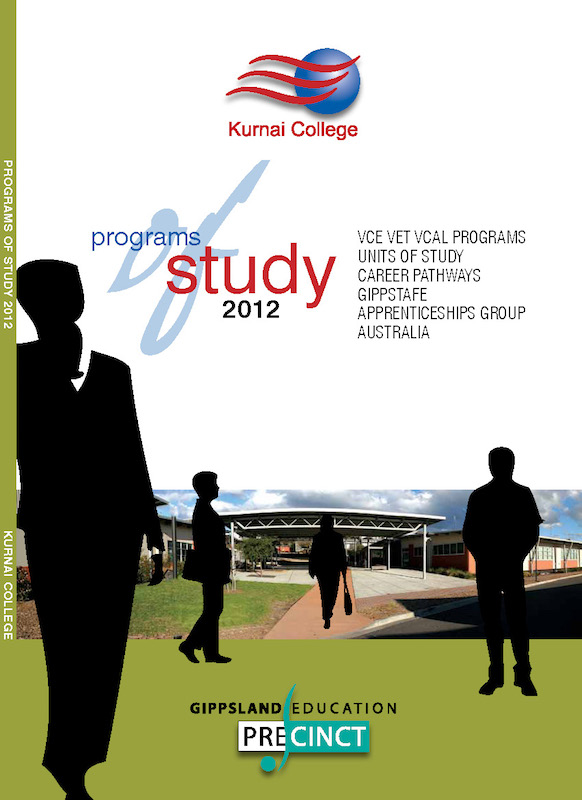 Kurnai College
programs
of
study
2012
VCE VET VCAL PROGRAMS
UNITS OF STUDY
CAREER PATHWAYS
GIPPSTAFE
APPRENTICESHIPS GROUP
AUSTRALIA
PROGRAMS OF STUDY 2012
KURNAI COLLEGE
GIPPSLAND EDUCATION
PRECINCT